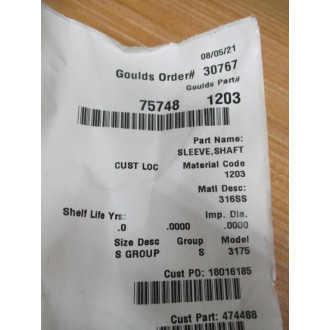 08/05/21
Goulds Order# 30767
Goulds Part#
75748 1203
Part Name:
SLEEVE,SHAFT
CUST LOC Material Code
1203
Matl Desc:
316SS
Shelf Life Yrs: Imp. Dia.
.0 .0000 .0000
Size Desc Group Model
S GROUP S 3175
Cust PO: 18016185
Cust Part: 474488